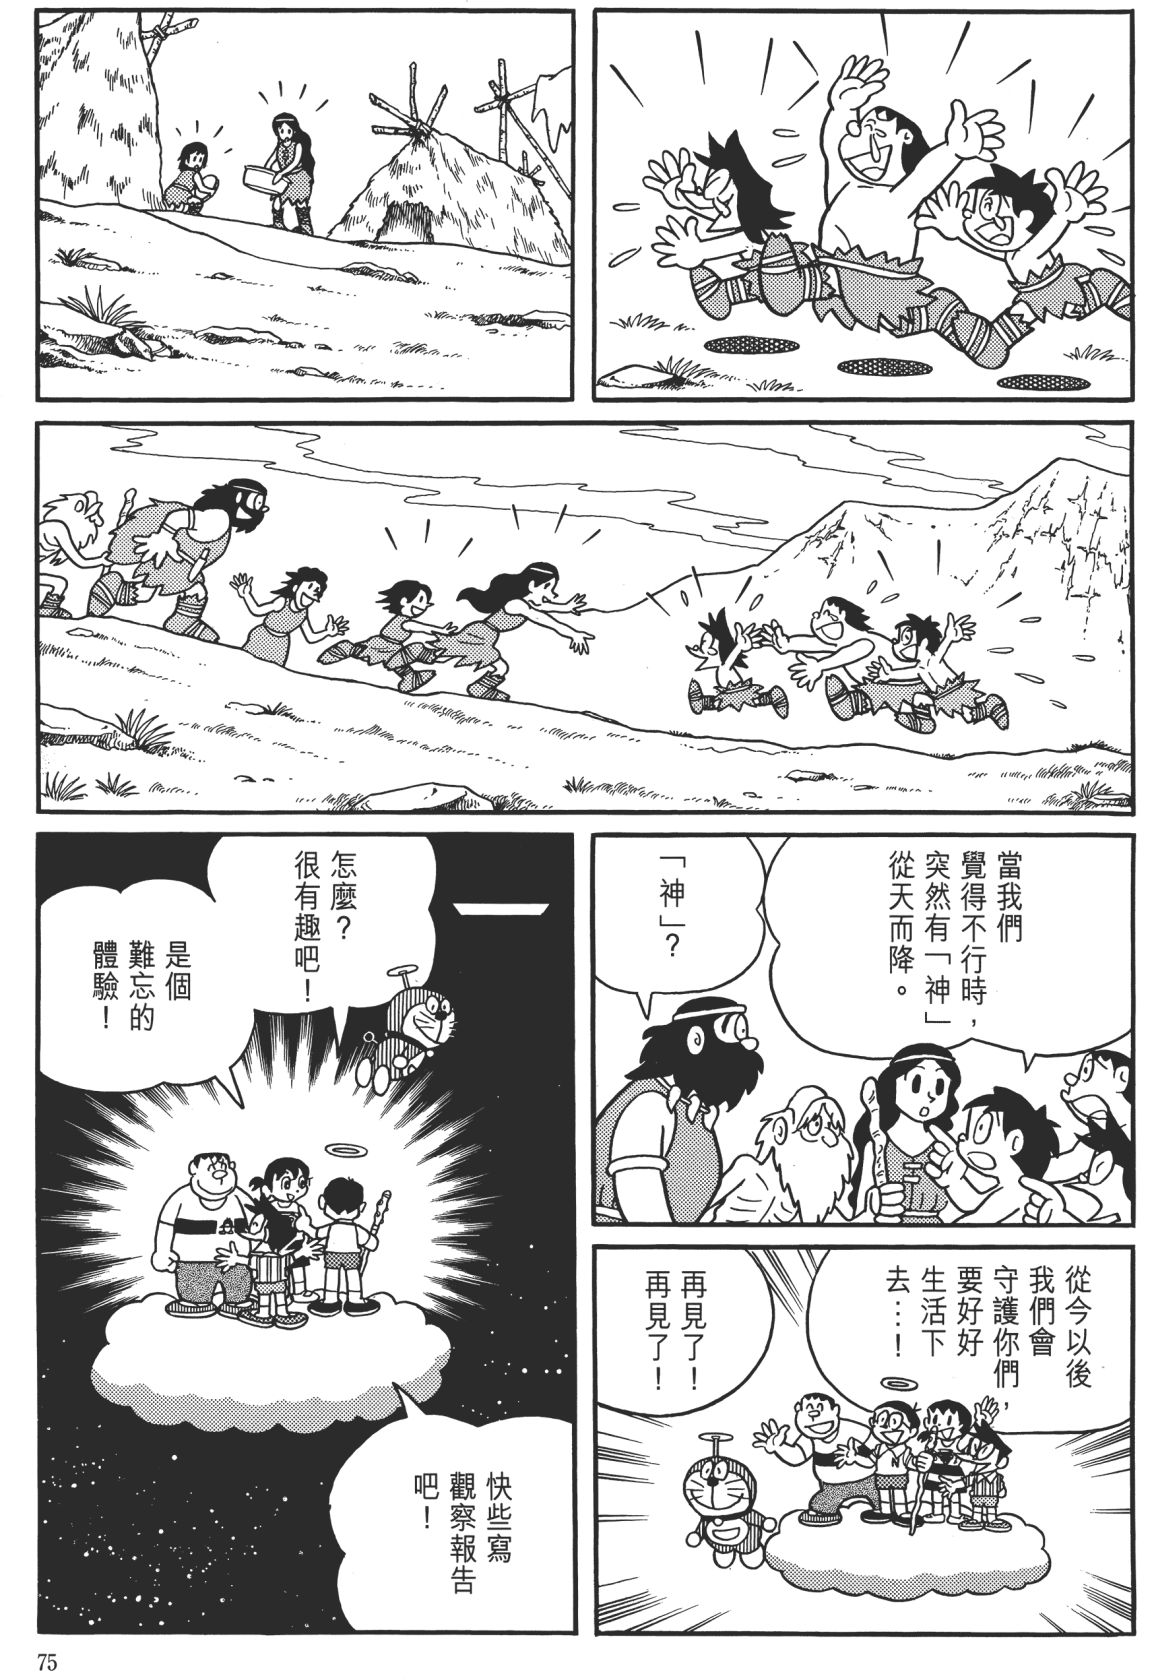 當我們
覺得不行時，
突然有「神」
從天而降。
「神」？
從今以後，
我們會
守護你們，
要好好
生活下
去…！
再見了！
再見了！
怎麼？
很有趣吧！
是個
難忘的
體驗！
快些寫
觀察報告
吧！
N
75